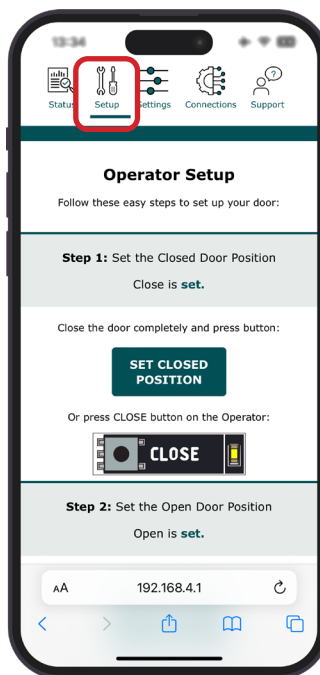 13:34
Status Setup Settings Connections Support
Operator Setup
Follow these easy steps to set up your door:
Step 1: Set the Closed Door Position
Close is set.
Close the door completely and press button:
SET CLOSED
POSITION
Or press CLOSE button on the Operator:
CLOSE
Step 2: Set the Open Door Position
Open is set.
AA
192.168.4.1